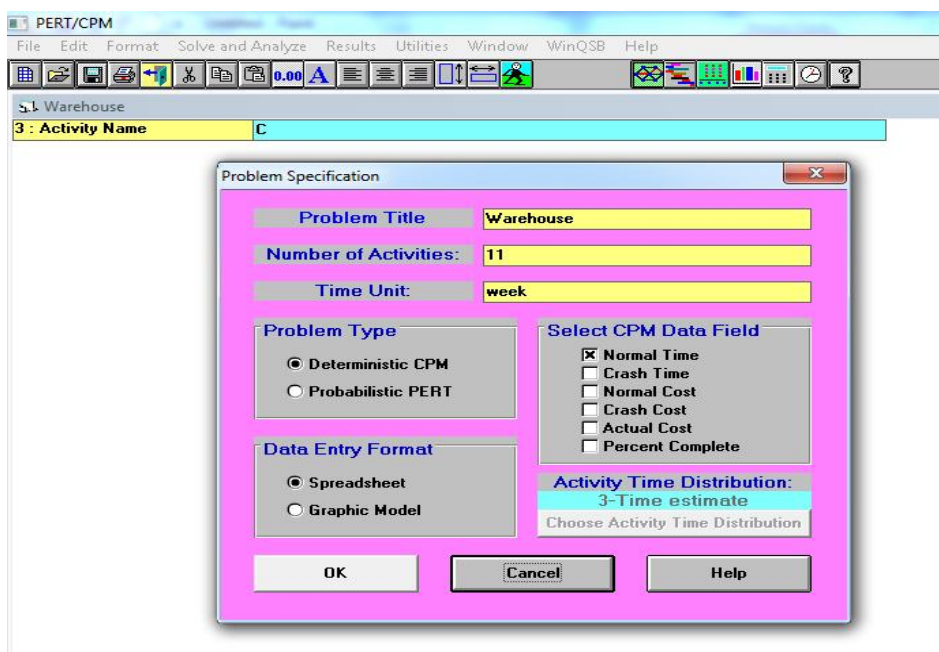 PERT/CPM
File Edit Format Solve and Analyze Results Utilities Window WinQSB Help
0.00 A
Warehouse
3 : Activity Name C
Problem Specification
Problem Title Warehouse
Number of Activities: 11
Time Unit: week
Problem Type
Deterministic CPM
Probabilistic PERT
Select CPM Data Field
Normal Time
Crash Time
Normal Cost
Crash Cost
Actual Cost
Percent Complete
Data Entry Format
Spreadsheet
Graphic Model
Activity Time Distribution:
3-Time estimate
Choose Activity Time Distribution
OK Cancel Help